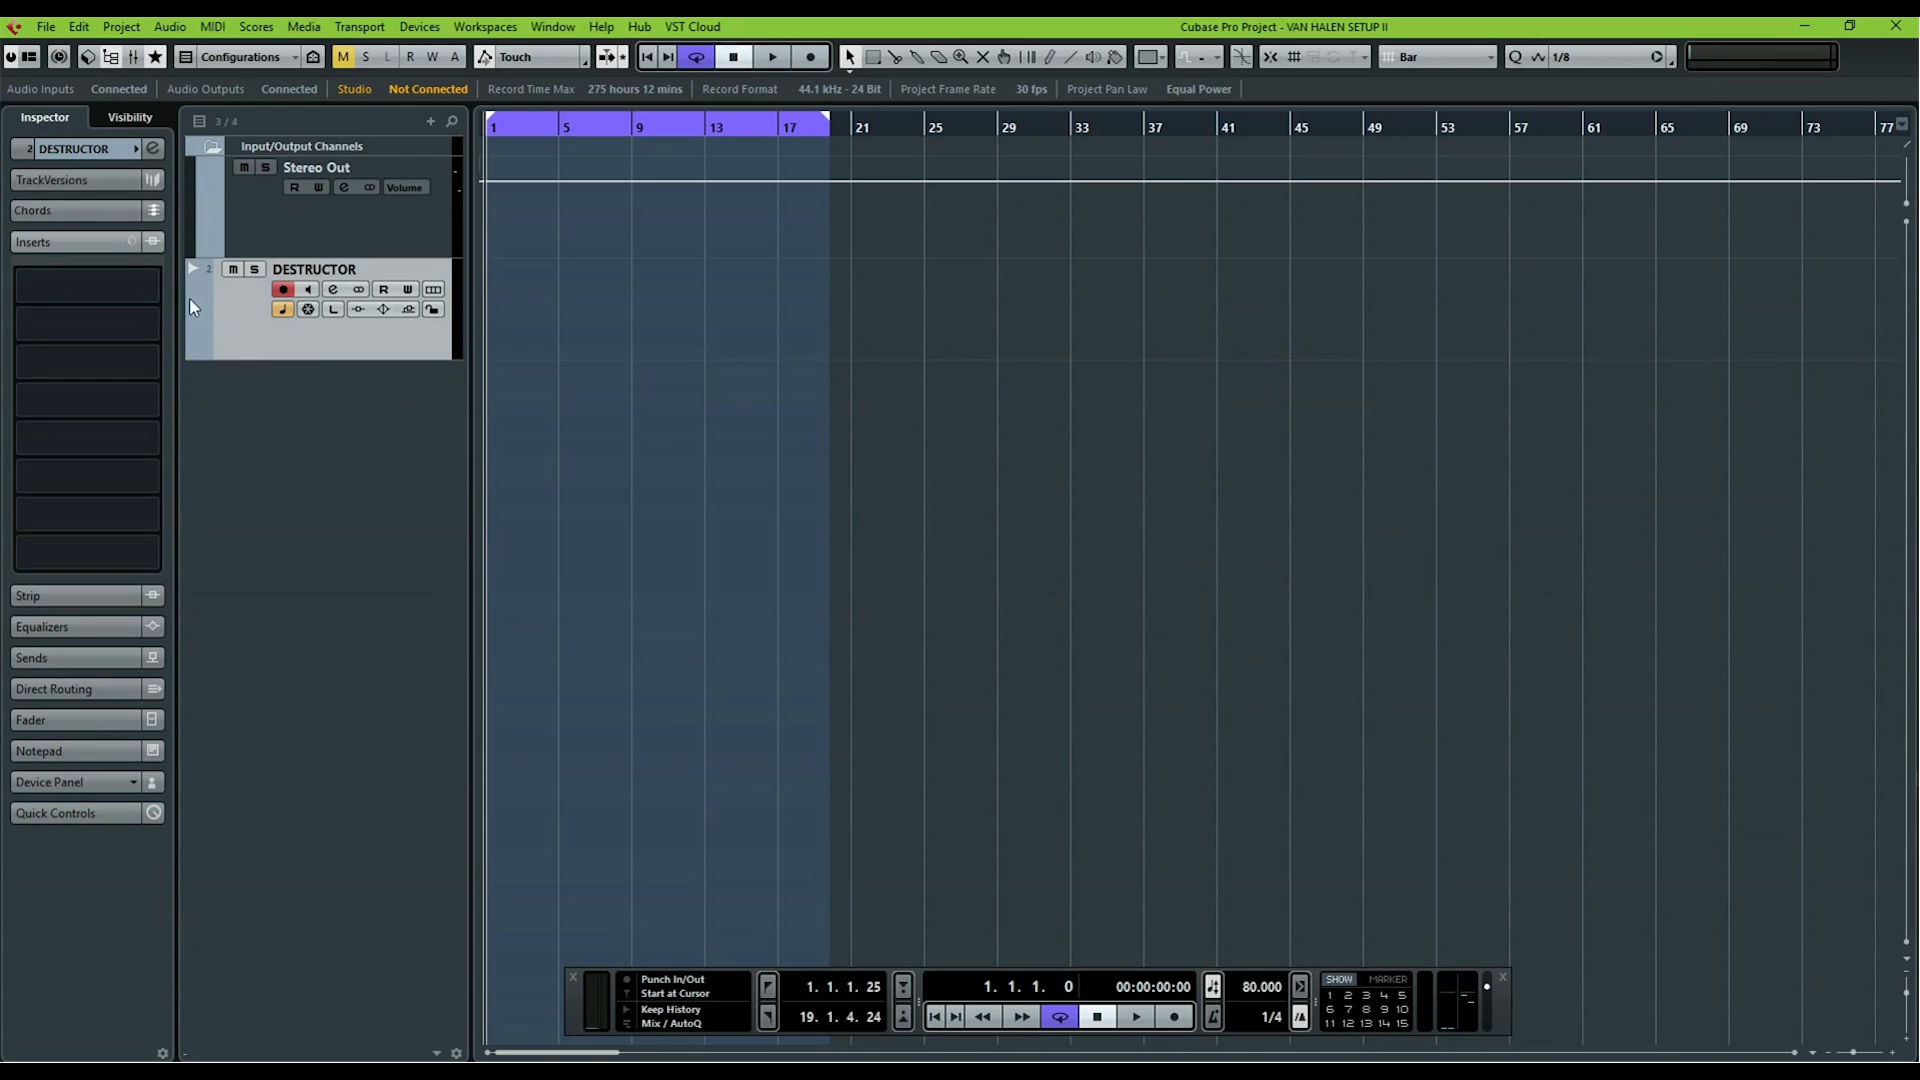 File Edit Project Audio MIDI Scores Media Transport Devices Workspaces Window Help Hub VST Cloud Cubase Pro Project - VAN HALEN SETUP II
Configurations M S L R W A Touch Bar Q 1/8
Audio Inputs Connected Audio Outputs Connected Studio Not Connected Record Time Max 275 hours 12 mins Record Format 44.1 kHz - 24 Bit Project Frame Rate 30 fps Project Pan Law Equal Power
Inspector Visibility 3 / 4
1 5 9 13 17 21 25 29 33 37 41 45 49 53 57 61 65 69 73 77
2 DESTRUCTOR
Input/Output Channels
m S Stereo Out
R W e Volume
TrackVersions
Chords
Inserts
2 m S DESTRUCTOR
e R W
L
Strip
Equalizers
Sends
Direct Routing
Fader
Notepad
Device Panel
Quick Controls
Punch In/Out
Start at Cursor
Keep History
Mix / AutoQ
1. 1. 1. 25
19. 1. 4. 24
1. 1. 1. 0 00:00:00:00
80.000
1/4
SHOW MARKER
1 2 3 4 5
6 7 8 9 10
11 12 13 14 15
X
X